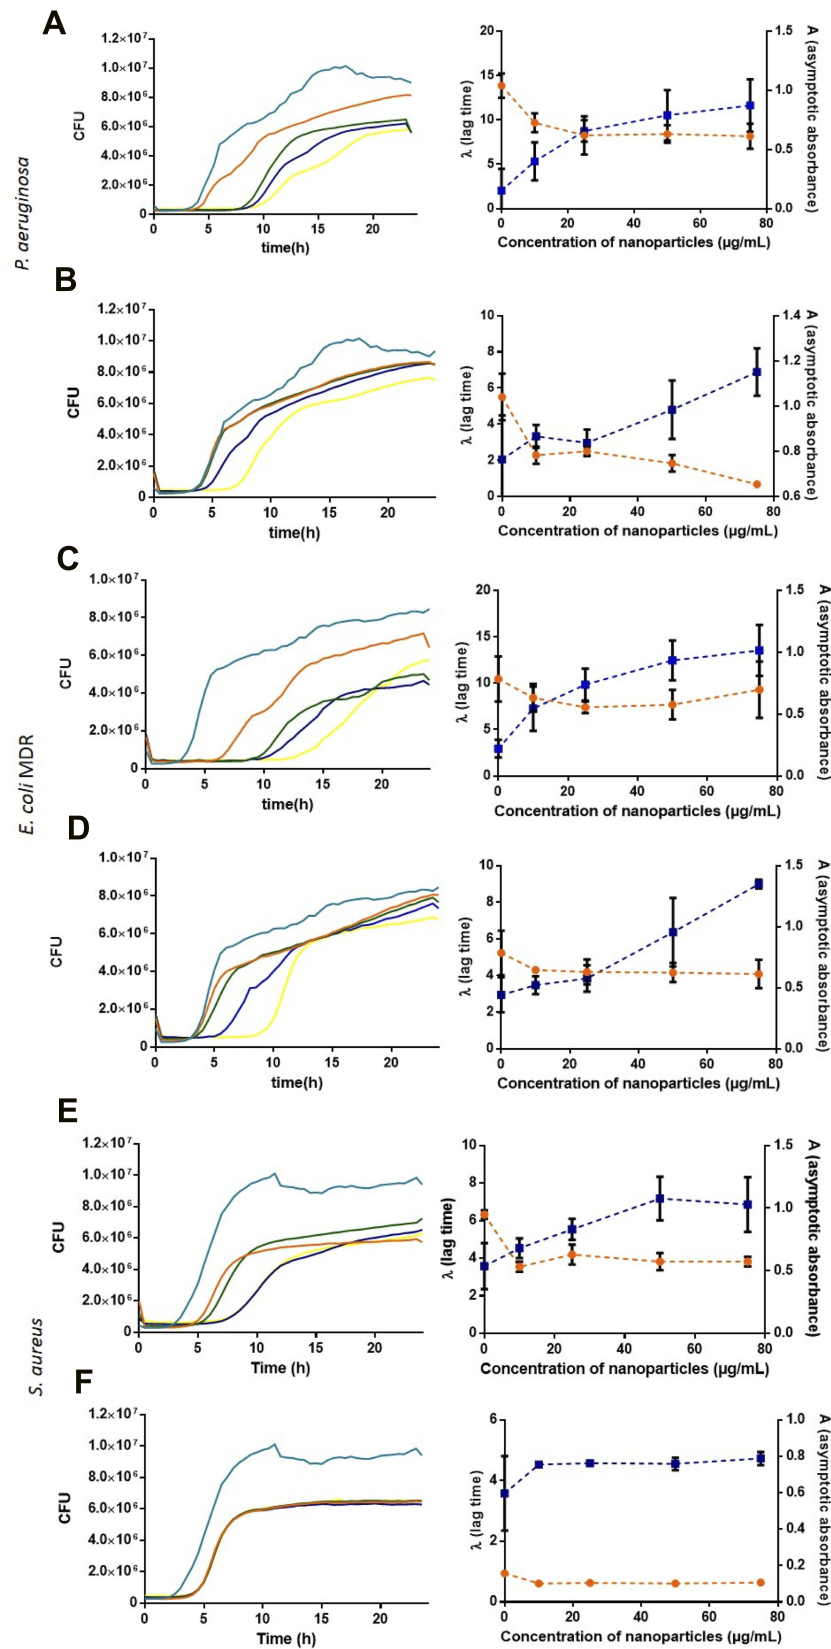 A
P. aeruginosa
CFU
1.2×10⁷
1.0×10⁷
8.0×10⁶
6.0×10⁶
4.0×10⁶
2.0×10⁶
0
0 5 10 15 20
time(h)
λ (lag time)
20
15
10
5
0
0 20 40 60 80
Concentration of nanoparticles (µg/mL)
1.5
1.0
0.5
0.0
A (asymptotic absorbance)
B
CFU
1.2×10⁷
1.0×10⁷
8.0×10⁶
6.0×10⁶
4.0×10⁶
2.0×10⁶
0
0 5 10 15 20
time(h)
λ (lag time)
10
8
6
4
2
0
0 20 40 60 80
Concentration of nanoparticles (µg/mL)
1.4
1.2
1.0
0.8
0.6
A (asymptotic absorbance)
C
E. coli MDR
CFU
1.0×10⁷
8.0×10⁶
6.0×10⁶
4.0×10⁶
2.0×10⁶
0
0 5 10 15 20
time(h)
λ (lag time)
20
15
10
5
0
0 20 40 60 80
Concentration of nanoparticles (µg/mL)
1.5
1.0
0.5
0.0
A (asymptotic absorbance)
D
CFU
1.0×10⁷
8.0×10⁶
6.0×10⁶
4.0×10⁶
2.0×10⁶
0
0 5 10 15 20
time(h)
λ (lag time)
10
8
6
4
2
0
0 20 40 60 80
Concentration of nanoparticles (µg/mL)
1.5
1.0
0.5
0.0
A (asymptotic absorbance)
E
S. aureus
CFU
1.2×10⁷
1.0×10⁷
8.0×10⁶
6.0×10⁶
4.0×10⁶
2.0×10⁶
0
0 5 10 15 20
Time (h)
λ (lag time)
10
8
6
4
2
0
0 20 40 60 80
Concentration of nanoparticles (µg/mL)
1.5
1.0
0.5
0.0
A (asymptotic absorbance)
F
CFU
1.2×10⁷
1.0×10⁷
8.0×10⁶
6.0×10⁶
4.0×10⁶
2.0×10⁶
0
0 5 10 15 20
Time (h)
λ (lag time)
6
4
2
0
0 20 40 60 80
Concentration of nanoparticles (µg/mL)
1.0
0.8
0.6
0.4
0.2
0.0
A (asymptotic absorbance)